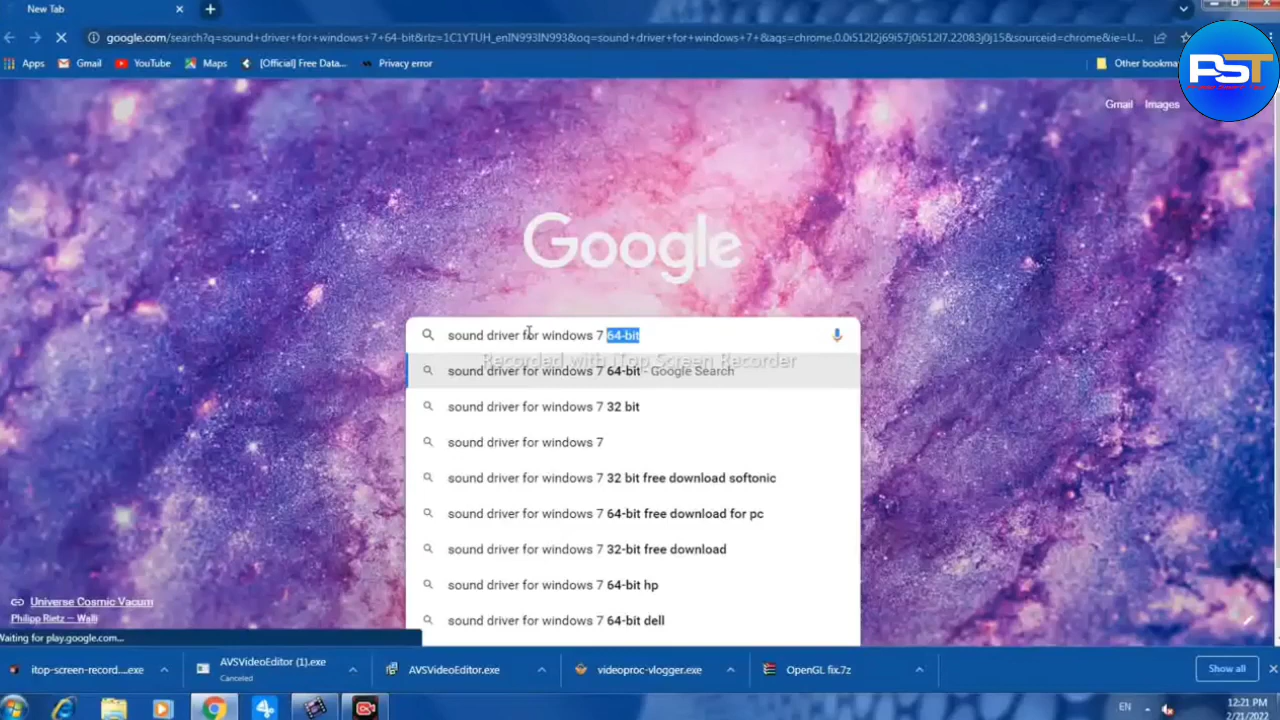 New Tab
google.com/search?q=sound+driver+for+windows+7+64-bit&rlz=1C1YTUH_enIN993IN993&oq=sound+driver+for+windows+7+&aqs=chrome.0.0i512l2j69i57j0i512l7.22083j0j15&sourceid=chrome&ie=U...
Apps Gmail YouTube Maps [Official] Free Data... Privacy error Other bookma
PST
Gmail Images
Google
sound driver for windows 7 64-bit
Recorded with iTop Screen Recorder
sound driver for windows 7 64-bit - Google Search
sound driver for windows 7 32 bit
sound driver for windows 7
sound driver for windows 7 32 bit free download softonic
sound driver for windows 7 64-bit free download for pc
sound driver for windows 7 32-bit free download
sound driver for windows 7 64-bit hp
sound driver for windows 7 64-bit dell
Universe Cosmic Vacum
Philipp Rietz — Walli
Waiting for play.google.com...
itop-screen-record....exe
AVSVideoEditor (1).exe
Canceled
AVSVideoEditor.exe
videoproc-vlogger.exe
OpenGL fix.7z
Show all
EN
12:21 PM
2/21/2022